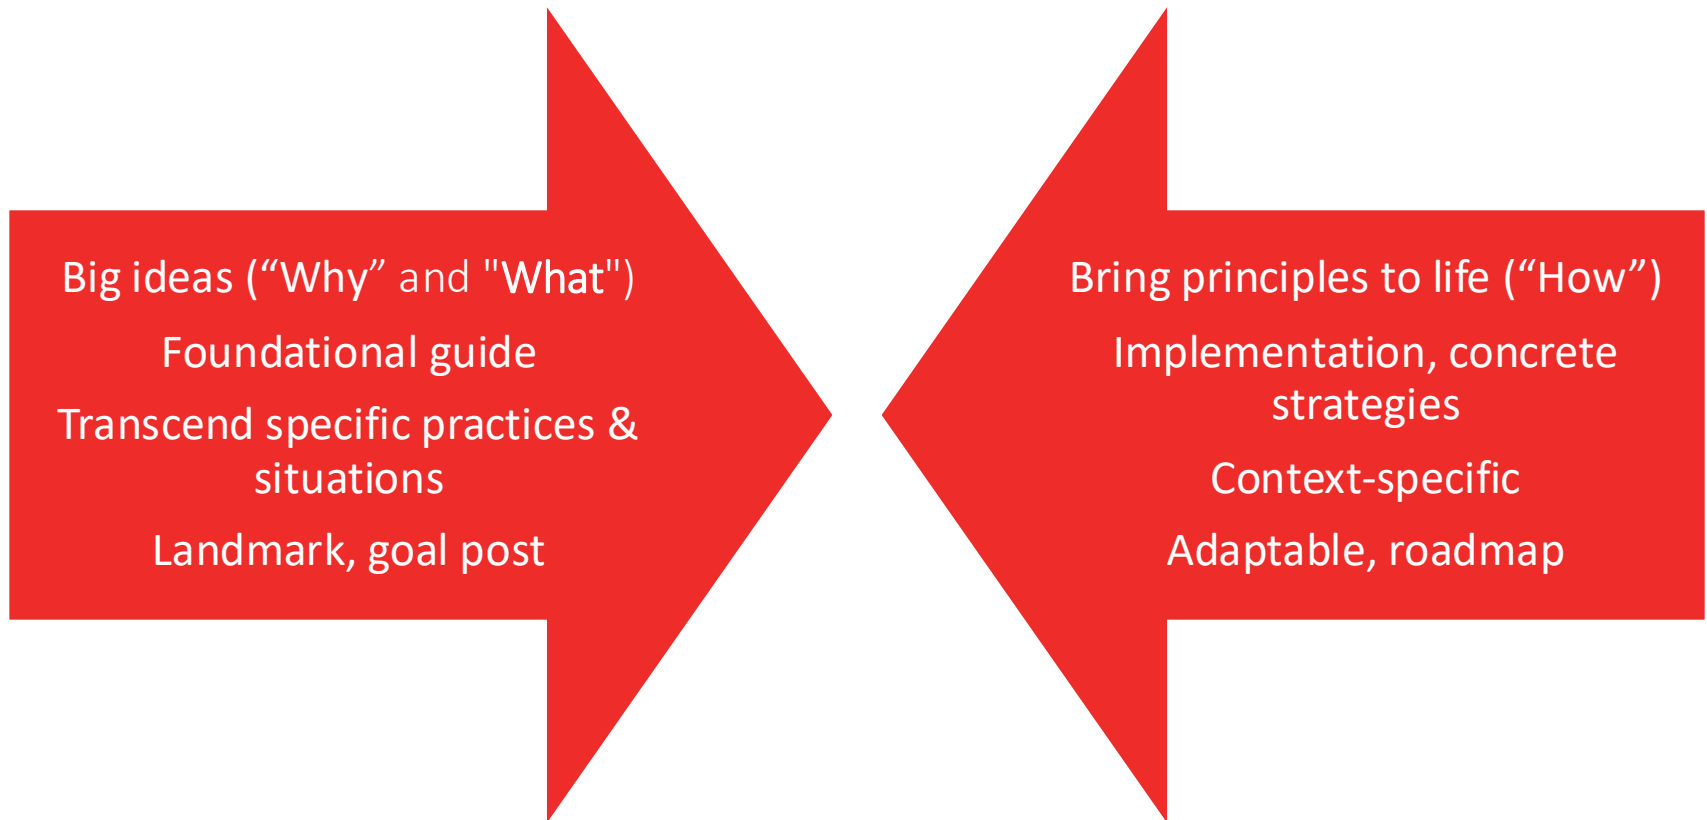 Big ideas (“Why” and "What")
Foundational guide
Transcend specific practices &
situations
Landmark, goal post
Bring principles to life (“How”)
Implementation, concrete
strategies
Context-specific
Adaptable, roadmap